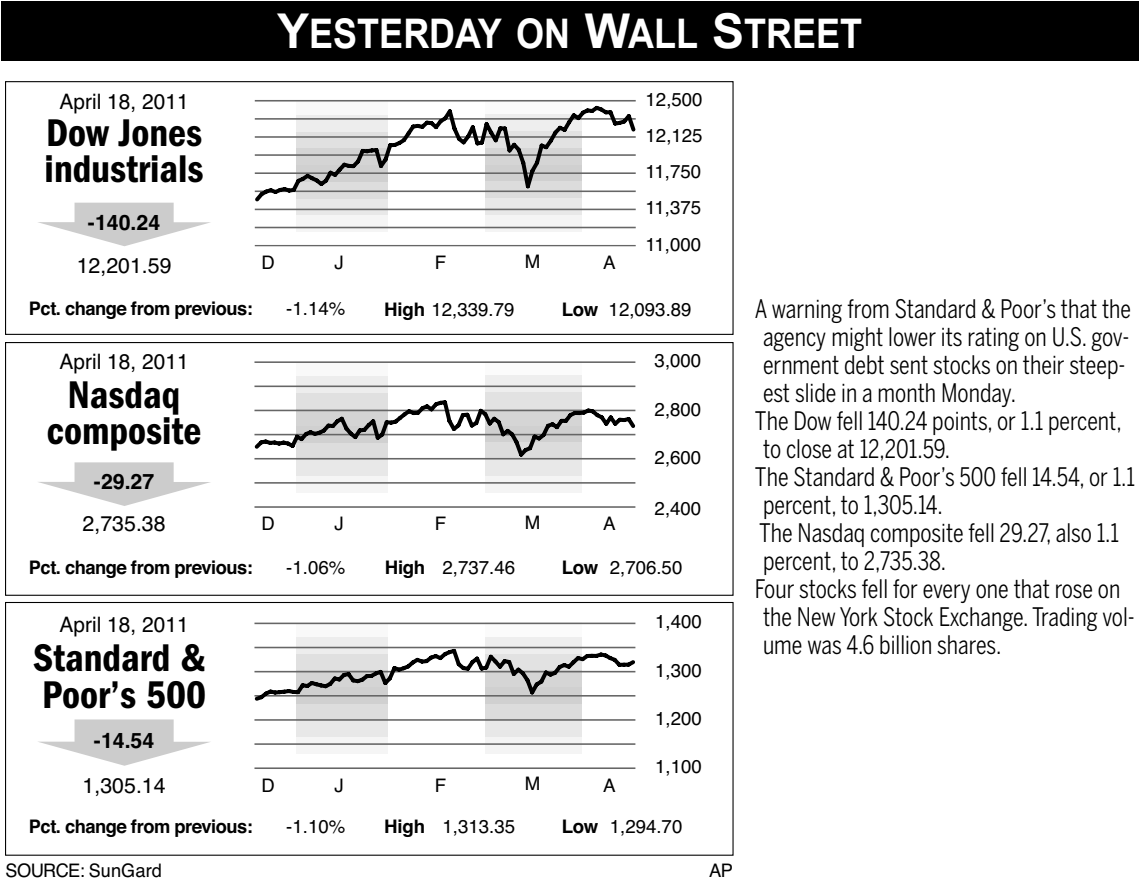 YESTERDAY ON WALL STREET
April 18, 2011
Dow Jones
industrials
-140.24
12,201.59
12,500
12,125
11,750
11,375
11,000
D J F M A
Pct. change from previous: -1.14% High 12,339.79 Low 12,093.89
April 18, 2011
Nasdaq
composite
-29.27
2,735.38
3,000
2,800
2,600
2,400
D J F M A
Pct. change from previous: -1.06% High 2,737.46 Low 2,706.50
April 18, 2011
Standard &
Poor's 500
-14.54
1,305.14
1,400
1,300
1,200
1,100
D J F M A
Pct. change from previous: -1.10% High 1,313.35 Low 1,294.70
SOURCE: SunGard AP
A warning from Standard & Poor's that the
agency might lower its rating on U.S. gov-
ernment debt sent stocks on their steep-
est slide in a month Monday.
The Dow fell 140.24 points, or 1.1 percent,
to close at 12,201.59.
The Standard & Poor's 500 fell 14.54, or 1.1
percent, to 1,305.14.
The Nasdaq composite fell 29.27, also 1.1
percent, to 2,735.38.
Four stocks fell for every one that rose on
the New York Stock Exchange. Trading vol-
ume was 4.6 billion shares.